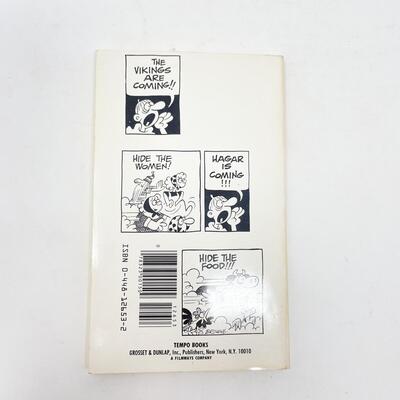 THE
VIKINGS
ARE
COMING!!
HIDE THE
WOMEN!
HAGAR
IS
COMING
!!!
HIDE THE
FOOD!!!
ISBN 0-448-12653-2
TEMPO BOOKS
GROSSET & DUNLAP, Inc., Publishers, New York, N.Y. 10010
A FILMWAYS COMPANY